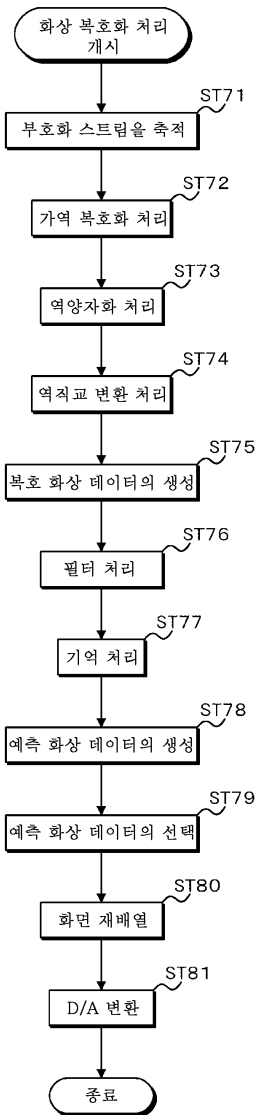 화상 복호화 처리
개시
ST71
부호화 스트림을 축적
ST72
가역 복호화 처리
ST73
역양자화 처리
ST74
역직교 변환 처리
ST75
복호 화상 데이터의 생성
ST76
필터 처리
ST77
기억 처리
ST78
예측 화상 데이터의 생성
ST79
예측 화상 데이터의 선택
ST80
화면 재배열
ST81
D/A 변환
종료